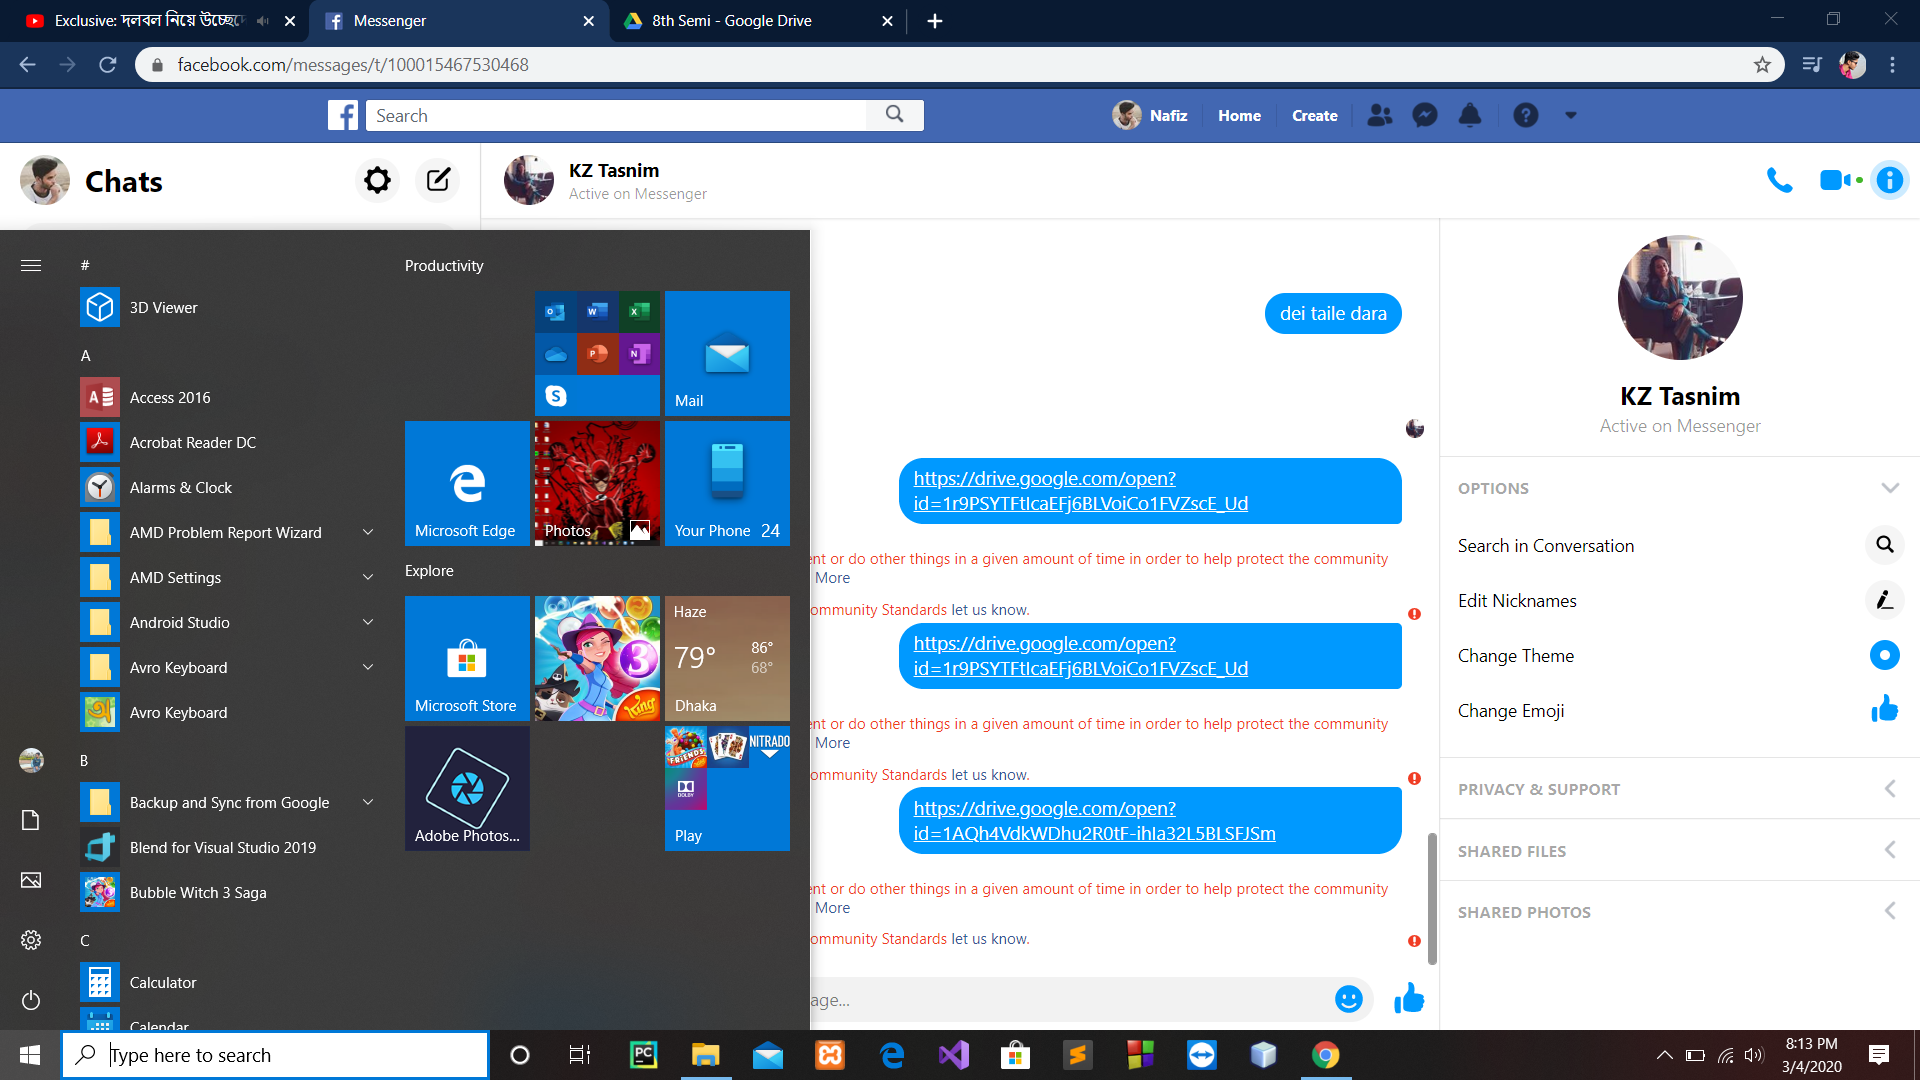 Exclusive: দলবল নিয়ে উচ্ছেদে
Messenger
8th Semi - Google Drive
facebook.com/messages/t/100015467530468
Search
Nafiz
Home
Create
Chats
KZ Tasnim
Active on Messenger
#
3D Viewer
A
Access 2016
Acrobat Reader DC
Alarms & Clock
AMD Problem Report Wizard
AMD Settings
Android Studio
Avro Keyboard
Avro Keyboard
B
Backup and Sync from Google
Blend for Visual Studio 2019
Bubble Witch 3 Saga
C
Calculator
Calendar
Productivity
Mail
Microsoft Edge
Photos
Your Phone 24
Explore
Microsoft Store
3
King
Haze
79°
86°
68°
Dhaka
Adobe Photos...
FRIENDS
NITRADO
DOLBY
Play
dei taile dara
https://drive.google.com/open?
id=1r9PSYTFtIcaEFj6BLVoiCo1FVZscE_Ud
nt or do other things in a given amount of time in order to help protect the community
More
ommunity Standards let us know.
https://drive.google.com/open?
id=1r9PSYTFtIcaEFj6BLVoiCo1FVZscE_Ud
nt or do other things in a given amount of time in order to help protect the community
More
ommunity Standards let us know.
https://drive.google.com/open?
id=1AQh4VdkWDhu2R0tF-ihIa32L5BLSFJSm
nt or do other things in a given amount of time in order to help protect the community
More
ommunity Standards let us know.
age...
KZ Tasnim
Active on Messenger
OPTIONS
Search in Conversation
Edit Nicknames
Change Theme
Change Emoji
PRIVACY & SUPPORT
SHARED FILES
SHARED PHOTOS
Type here to search
PC
8:13 PM
3/4/2020